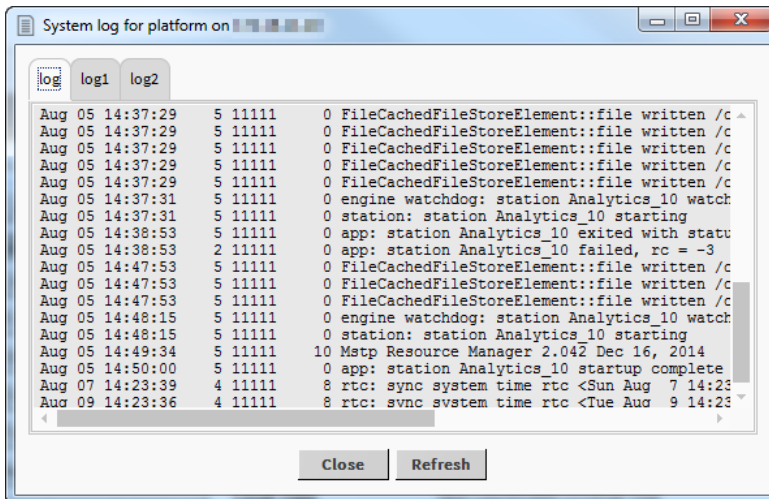 System log for platform on
log log1 log2
Aug 05 14:37:29 5 11111 0 FileCachedFileStoreElement::file written /c
Aug 05 14:37:29 5 11111 0 FileCachedFileStoreElement::file written /c
Aug 05 14:37:29 5 11111 0 FileCachedFileStoreElement::file written /c
Aug 05 14:37:29 5 11111 0 FileCachedFileStoreElement::file written /c
Aug 05 14:37:29 5 11111 0 FileCachedFileStoreElement::file written /c
Aug 05 14:37:31 5 11111 0 engine watchdog: station Analytics_10 watch
Aug 05 14:37:31 5 11111 0 station: station Analytics_10 starting
Aug 05 14:38:53 5 11111 0 app: station Analytics_10 exited with statu
Aug 05 14:38:53 2 11111 0 app: station Analytics_10 failed, rc = -3
Aug 05 14:47:53 5 11111 0 FileCachedFileStoreElement::file written /c
Aug 05 14:47:53 5 11111 0 FileCachedFileStoreElement::file written /c
Aug 05 14:47:53 5 11111 0 FileCachedFileStoreElement::file written /c
Aug 05 14:48:15 5 11111 0 engine watchdog: station Analytics_10 watch
Aug 05 14:48:15 5 11111 0 station: station Analytics_10 starting
Aug 05 14:49:34 5 11111 10 Mstp Resource Manager 2.042 Dec 16, 2014
Aug 05 14:50:00 5 11111 0 app: station Analytics_10 startup complete
Aug 07 14:23:39 4 11111 8 rtc: sync system time rtc <Sun Aug 7 14:23
Aug 09 14:23:36 4 11111 8 rtc: sync system time rtc <Tue Aug 9 14:23
Close Refresh